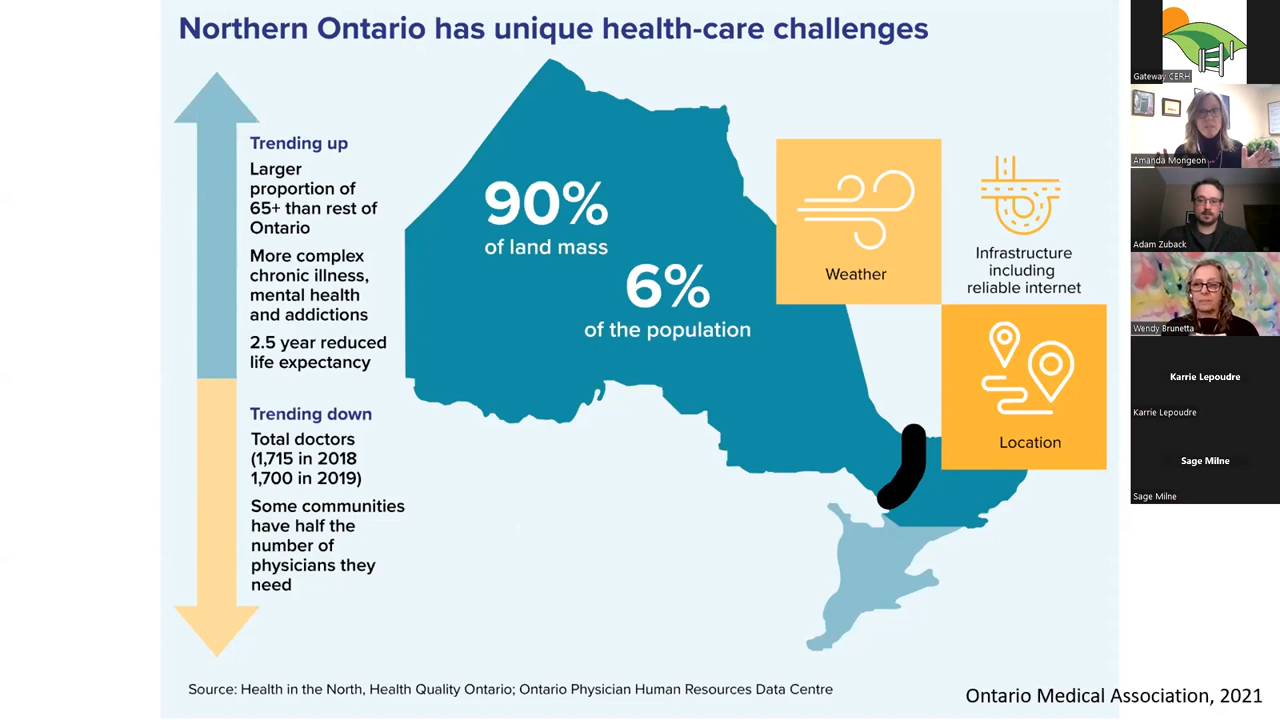 Northern Ontario has unique health-care challenges
Trending up
Larger
proportion of
65+ than rest of
Ontario
More complex
chronic illness,
mental health
and addictions
2.5 year reduced
life expectancy
Trending down
Total doctors
(1,715 in 2018
1,700 in 2019)
Some communities
have half the
number of
physicians they
need
90%
of land mass
6%
of the population
Weather
Infrastructure
including
reliable internet
Location
Source: Health in the North, Health Quality Ontario; Ontario Physician Human Resources Data Centre
Ontario Medical Association, 2021
Gateway CERH
Amanda Mongeon
Adam Zuback
Wendy Brunetta
Karrie Lepoudre
Karrie Lepoudre
Sage Milne
Sage Milne